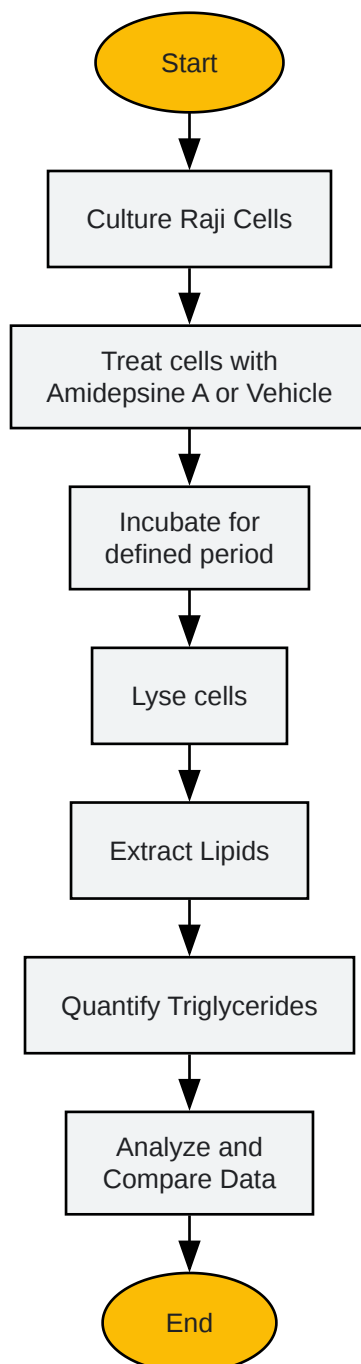 Start
Culture Raji Cells
Treat cells with
Amidepsine A or Vehicle
Incubate for
defined period
Lyse cells
Extract Lipids
Quantify Triglycerides
Analyze and
Compare Data
End